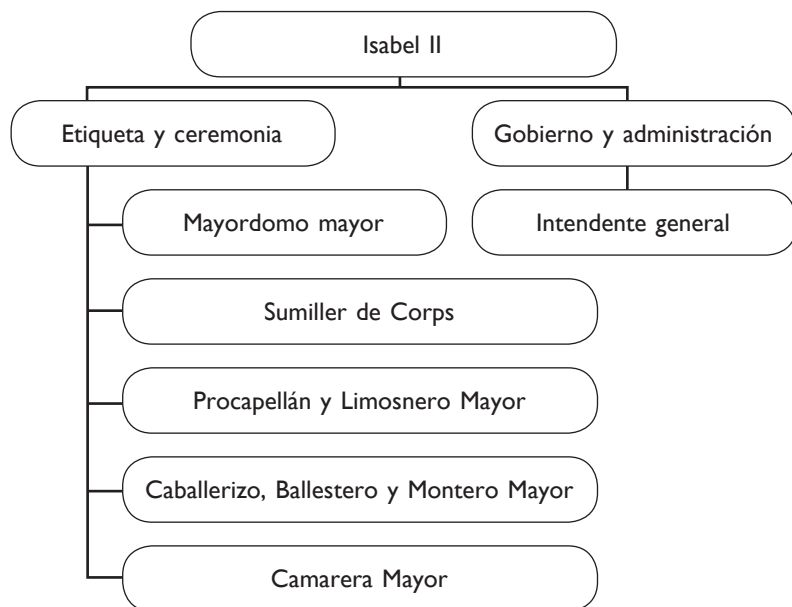 Isabel II
Etiqueta y ceremonia
Gobierno y administración
Mayordomo mayor
Intendente general
Sumiller de Corps
Procapellán y Limosnero Mayor
Caballerizo, Ballestero y Montero Mayor
Camarera Mayor